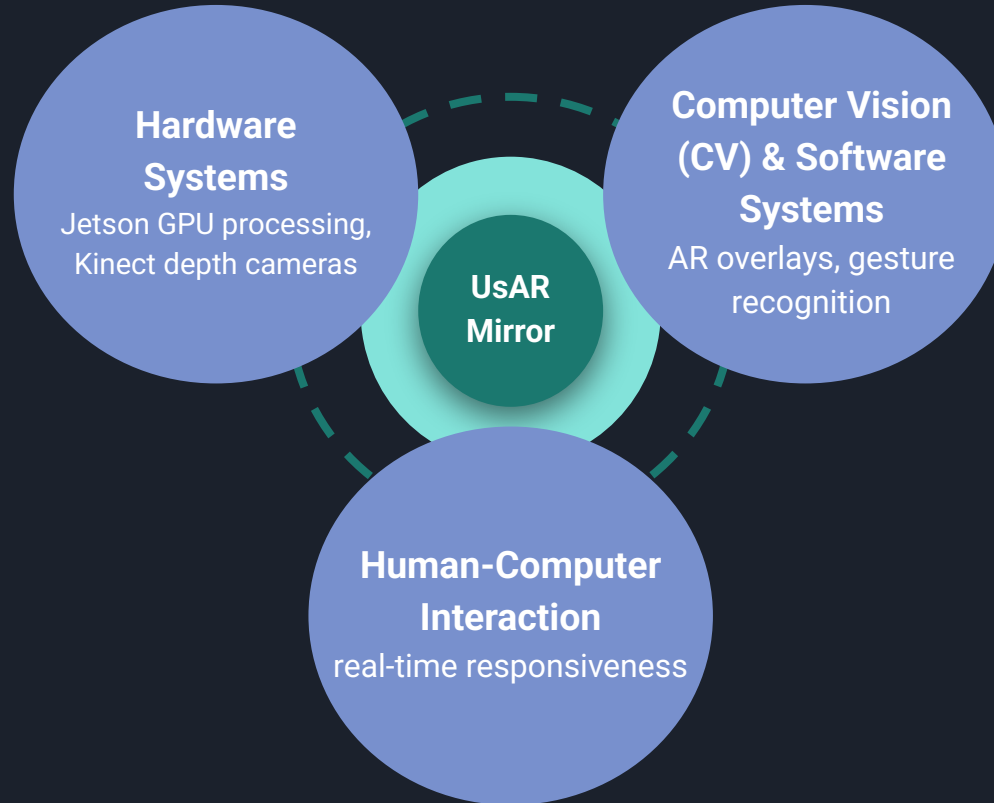 Hardware
Systems
Jetson GPU processing,
Kinect depth cameras
Computer Vision
(CV) & Software
Systems
AR overlays, gesture
recognition
UsAR
Mirror
Human-Computer
Interaction
real-time responsiveness